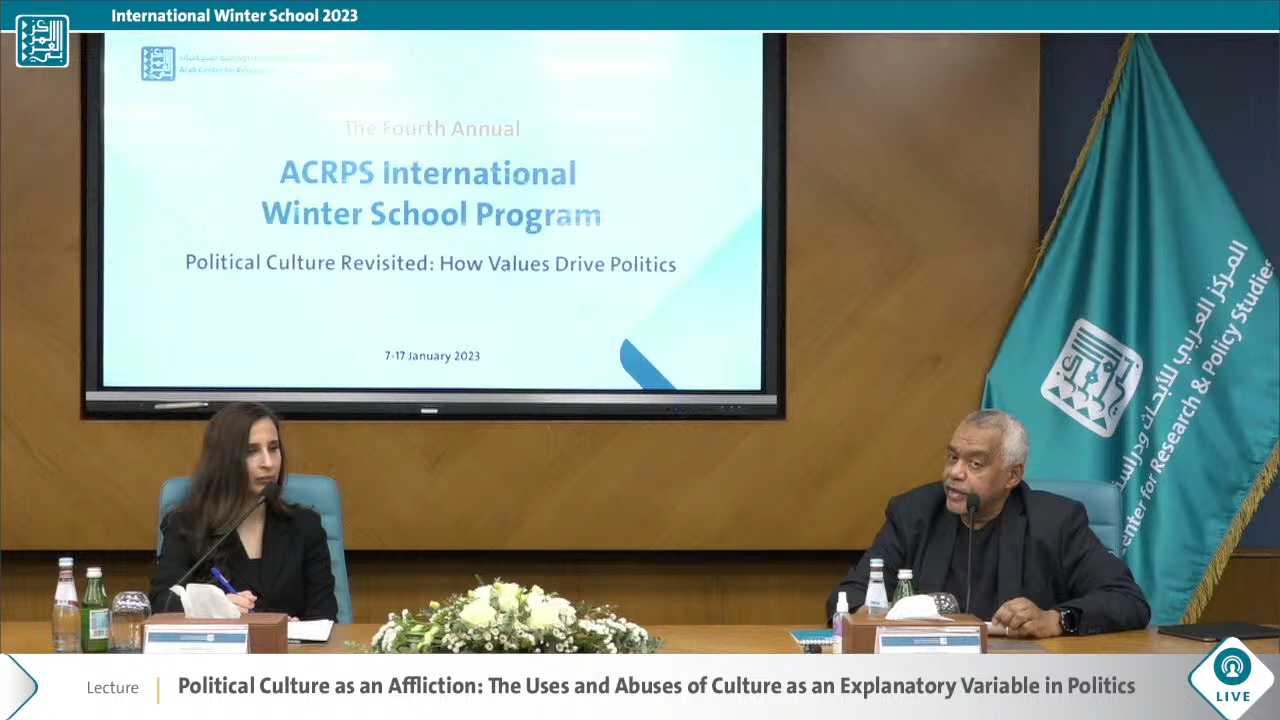 International Winter School 2023
The Fourth Annual
ACRPS International
Winter School Program
Political Culture Revisited: How Values Drive Politics
7-17 January 2023
المركز العربي للأبحاث ودراسة
Center for Research & Policy Studies
Lecture
Political Culture as an Affliction: The Uses and Abuses of Culture as an Explanatory Variable in Politics
LIVE